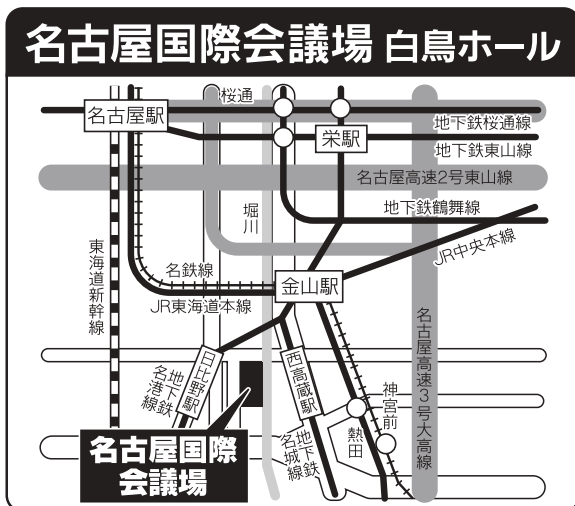 名古屋国際会議場 白鳥ホール
桜通
名古屋駅
地下鉄桜通線
栄駅
地下鉄東山線
名古屋高速2号東山線
堀川
地下鉄鶴舞線
東海道新幹線
名鉄線
JR中央本線
金山駅
JR東海道本線
名古屋高速3号大高線
日比野駅
地下鉄
名港線
西高蔵駅
神宮前
熱田
地下鉄
名城線
名古屋国際
会議場